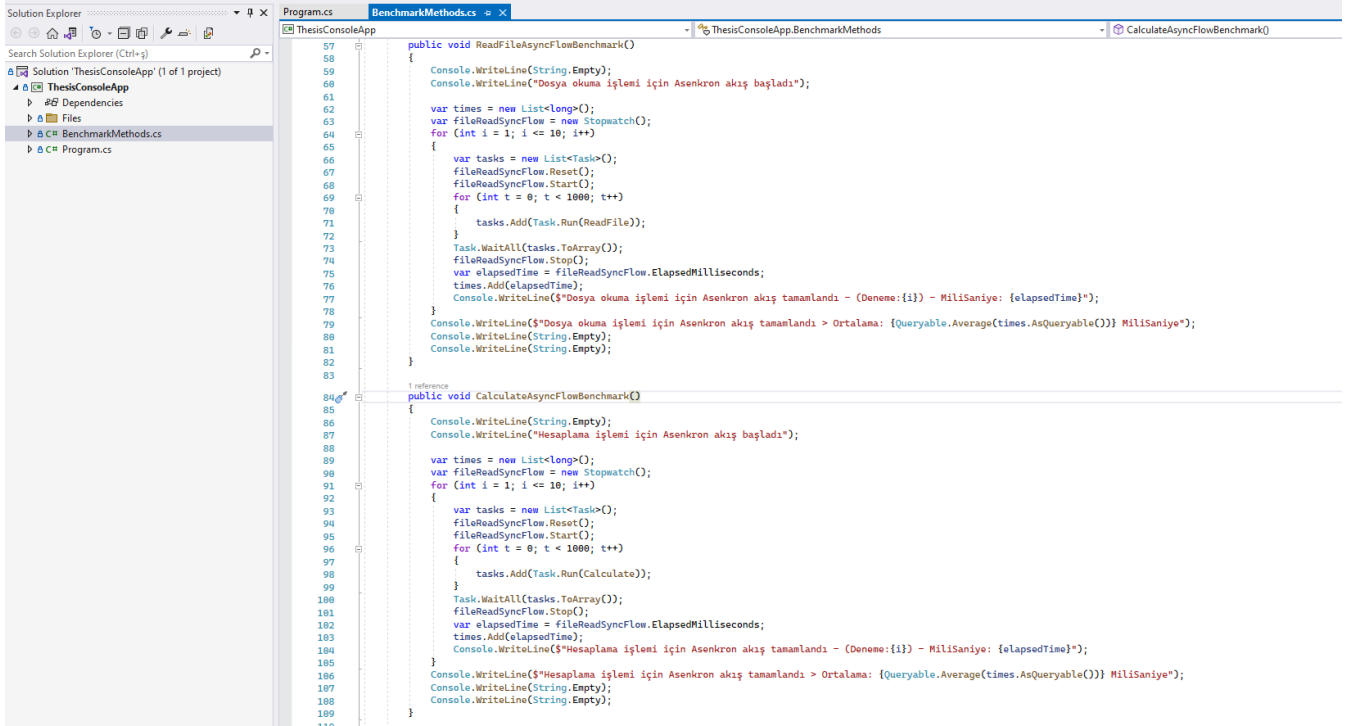 Solution Explorer
Search Solution Explorer (Ctrl+ş)
Solution 'ThesisConsoleApp' (1 of 1 project)
ThesisConsoleApp
Dependencies
Files
C# BenchmarkMethods.cs
C# Program.cs
Program.cs BenchmarkMethods.cs
C# ThesisConsoleApp ThesisConsoleApp.BenchmarkMethods CalculateAsyncFlowBenchmark()
57 public void ReadFileAsyncFlowBenchmark()
58 {
59 Console.WriteLine(String.Empty);
60 Console.WriteLine("Dosya okuma işlemi için Asenkron akış başladı");
61
62 var times = new List<long>();
63 var fileReadSyncFlow = new Stopwatch();
64 for (int i = 1; i <= 10; i++)
65 {
66 var tasks = new List<Task>();
67 fileReadSyncFlow.Reset();
68 fileReadSyncFlow.Start();
69 for (int t = 0; t < 1000; t++)
70 {
71 tasks.Add(Task.Run(ReadFile));
72 }
73 Task.WaitAll(tasks.ToArray());
74 fileReadSyncFlow.Stop();
75 var elapsedTime = fileReadSyncFlow.ElapsedMilliseconds;
76 times.Add(elapsedTime);
77 Console.WriteLine($"Dosya okuma işlemi için Asenkron akış tamamlandı - (Deneme:{i}) - MiliSaniye: {elapsedTime}");
78 }
79 Console.WriteLine($"Dosya okuma işlemi için Asenkron akış tamamlandı > Ortalama: {Queryable.Average(times.AsQueryable())} MiliSaniye");
80 Console.WriteLine(String.Empty);
81 Console.WriteLine(String.Empty);
82 }
83
1 reference
84 public void CalculateAsyncFlowBenchmark()
85 {
86 Console.WriteLine(String.Empty);
87 Console.WriteLine("Hesaplama işlemi için Asenkron akış başladı");
88
89 var times = new List<long>();
90 var fileReadSyncFlow = new Stopwatch();
91 for (int i = 1; i <= 10; i++)
92 {
93 var tasks = new List<Task>();
94 fileReadSyncFlow.Reset();
95 fileReadSyncFlow.Start();
96 for (int t = 0; t < 1000; t++)
97 {
98 tasks.Add(Task.Run(Calculate));
99 }
100 Task.WaitAll(tasks.ToArray());
101 fileReadSyncFlow.Stop();
102 var elapsedTime = fileReadSyncFlow.ElapsedMilliseconds;
103 times.Add(elapsedTime);
104 Console.WriteLine($"Hesaplama işlemi için Asenkron akış tamamlandı - (Deneme:{i}) - MiliSaniye: {elapsedTime}");
105 }
106 Console.WriteLine($"Hesaplama işlemi için Asenkron akış tamamlandı > Ortalama: {Queryable.Average(times.AsQueryable())} MiliSaniye");
107 Console.WriteLine(String.Empty);
108 Console.WriteLine(String.Empty);
109 }